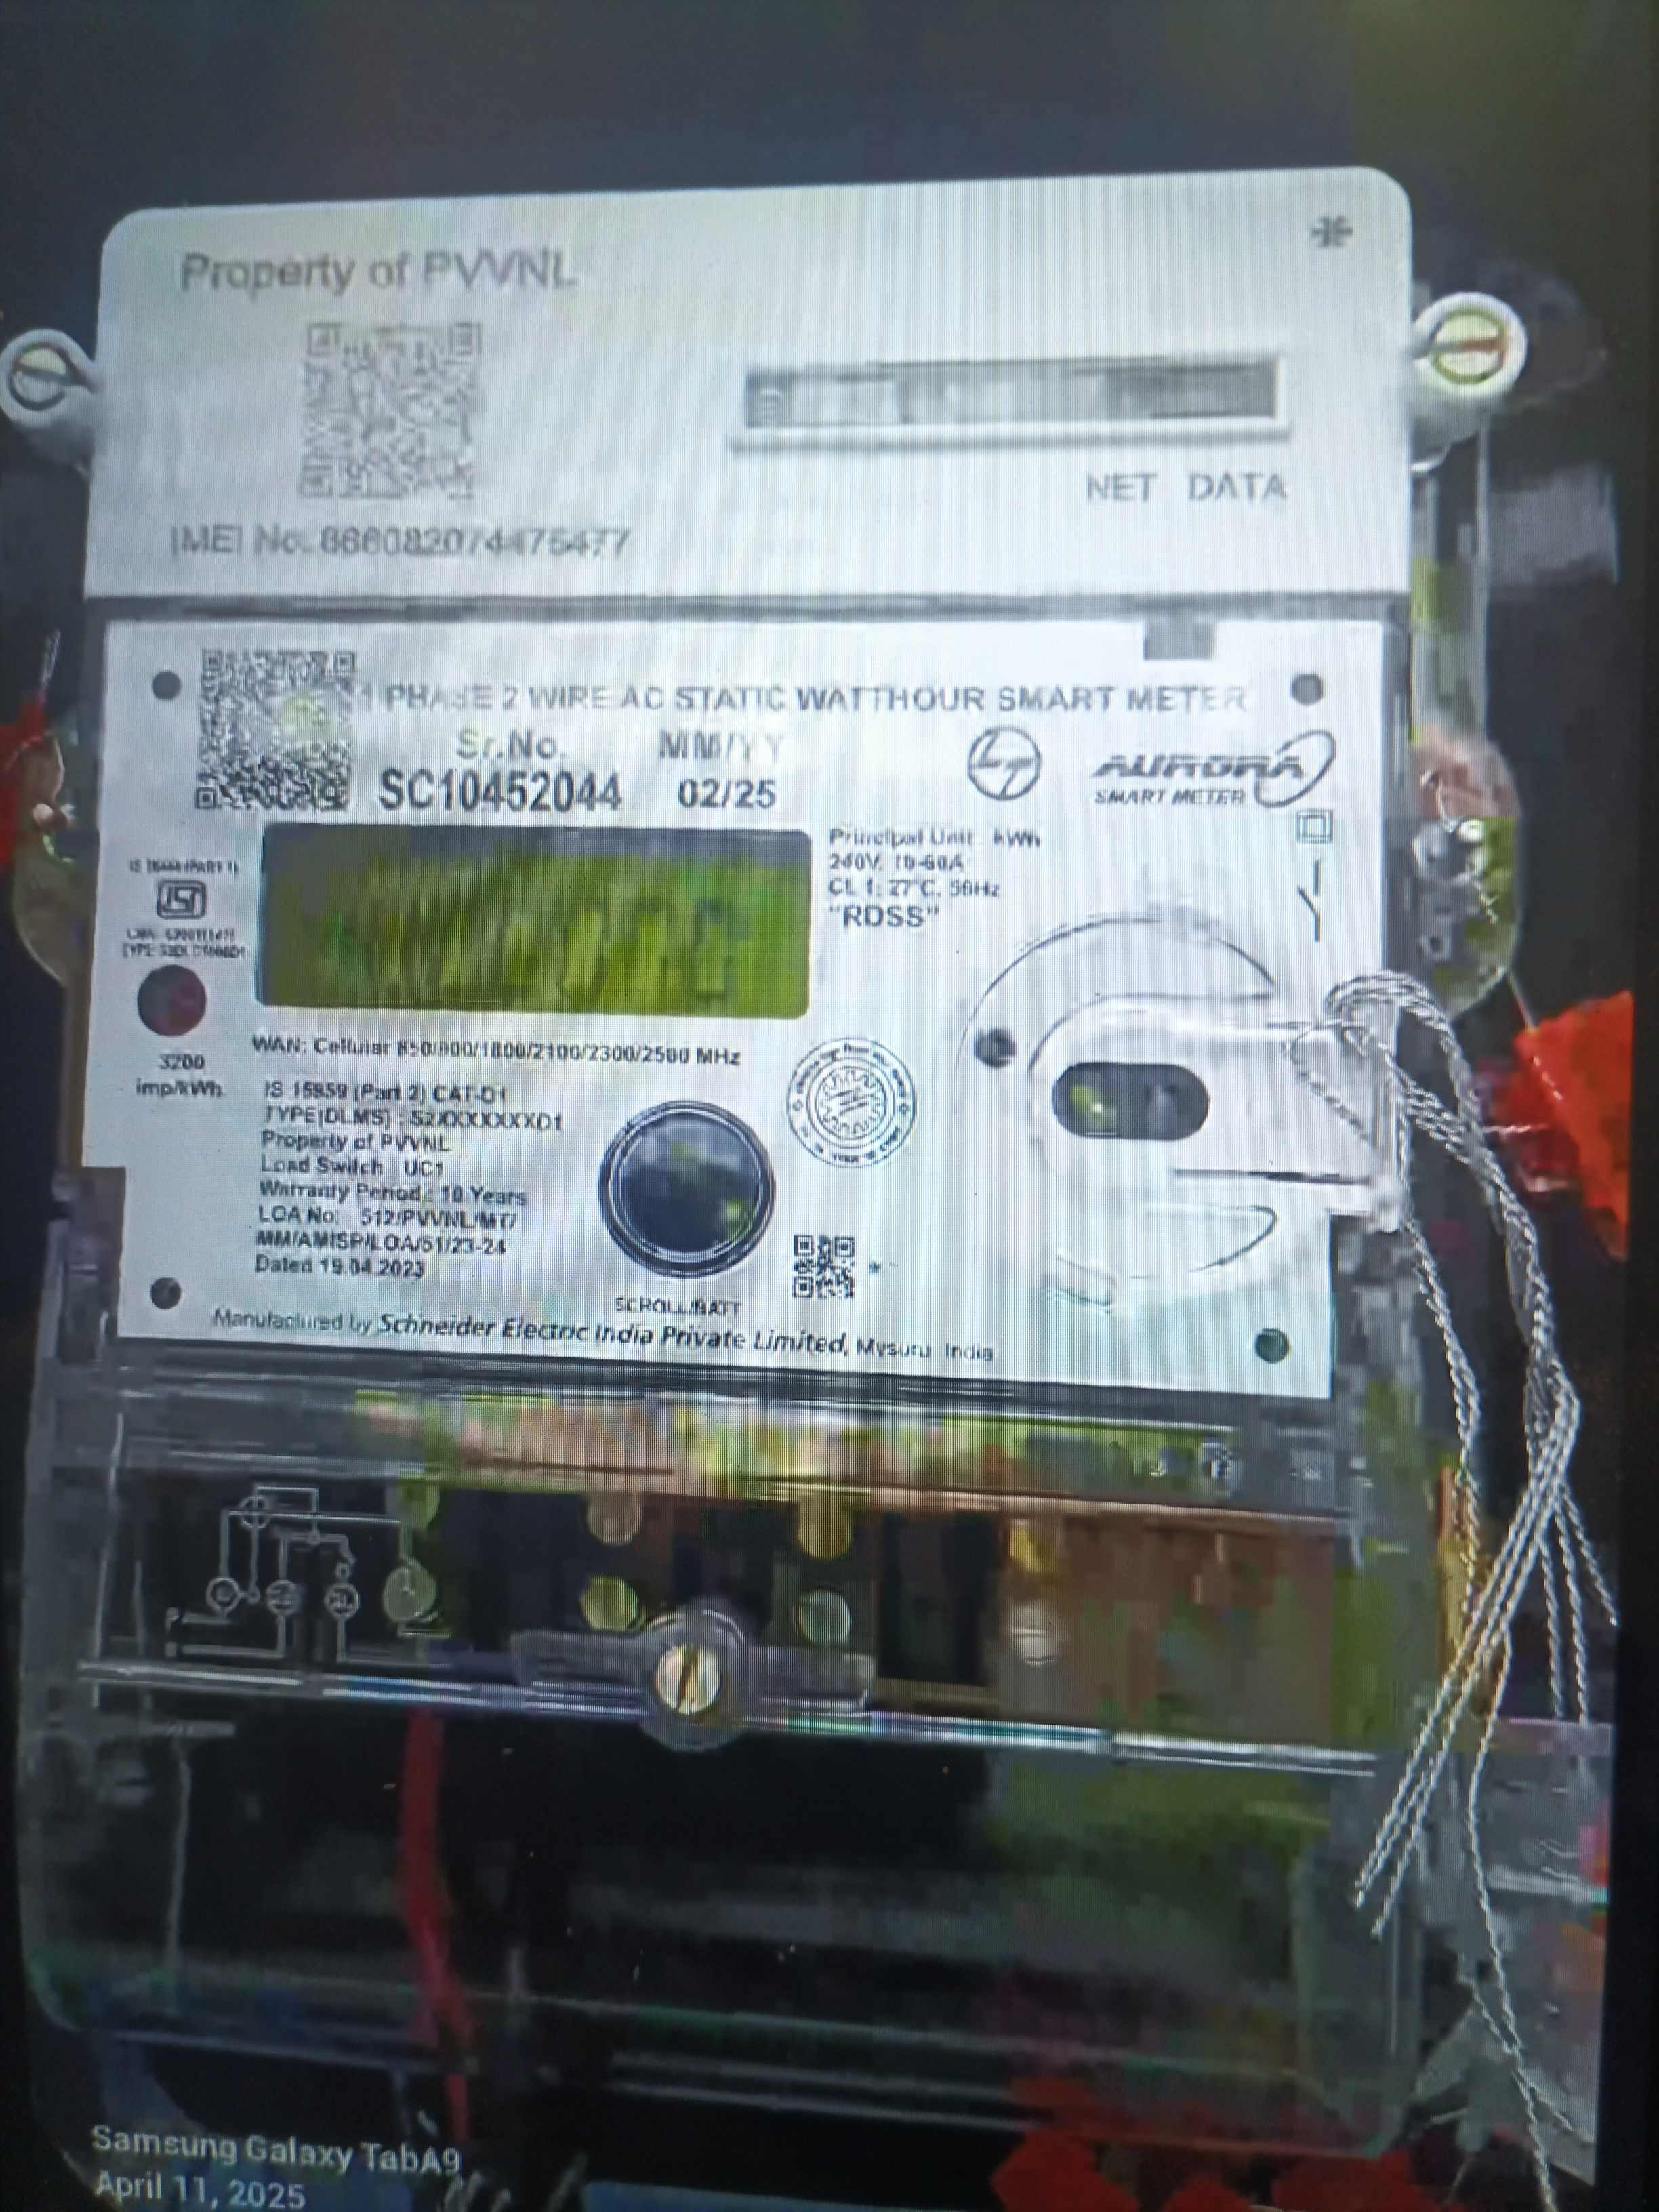 Property of PVVNL
NET DATA
IMEI No. 866082074475477
1 PHASE 2 WIRE AC STATIC WATTHOUR SMART METER
Sr.No. MM/YY
SC10452044 02/25
LT
AURORA
SMART METER
Principal Unit : kWh
240V, 10-60A
CL 1; 27°C, 50Hz
"RDSS"
ISI
3200
imp/kWh
WAN: Cellular 850/900/1800/2100/2300/2500 MHz
IS 15959 (Part 2) CAT-D1
TYPE(DLMS) : S2XXXXXXXD1
Property of PVVNL
Load Switch : UC1
Warranty Period : 10 Years
LOA No: 512/PVVNL/MT/
MM/AMISP/LOA/51/23-24
Dated 19.04.2023
SCROLL/BATT
Manufactured by Schneider Electric India Private Limited, Mysuru India
Samsung Galaxy TabA9
April 11, 2025